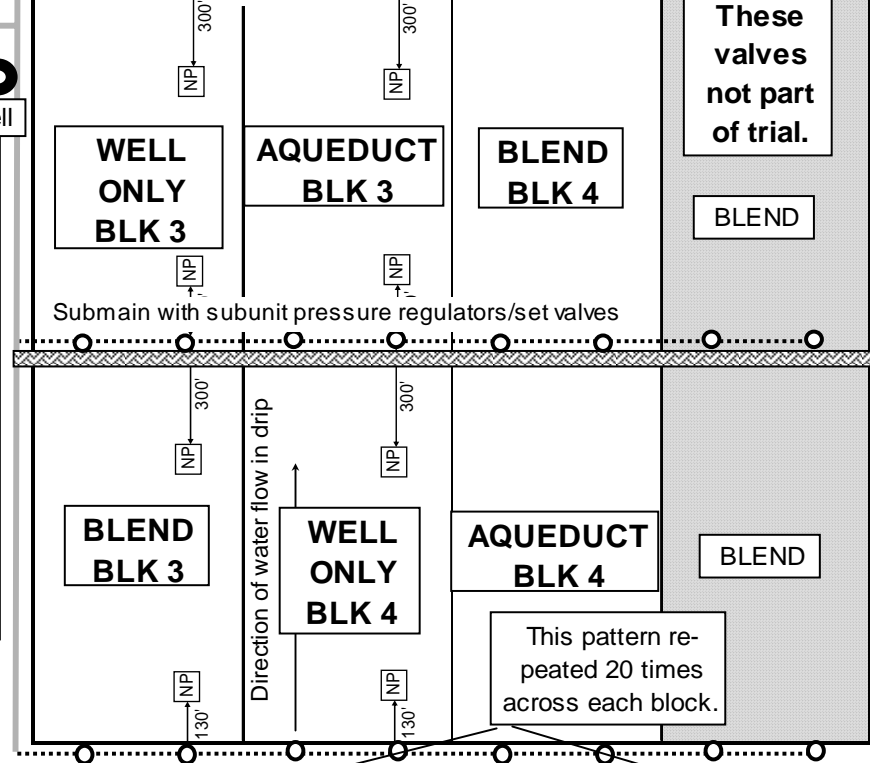 300'
300'
These
valves
not part
of trial.
NP
NP
ell
WELL
ONLY
BLK 3
AQUEDUCT
BLK 3
BLEND
BLK 4
BLEND
NP
NP
Submain with subunit pressure regulators/set valves
300'
300'
NP
NP
Direction of water flow in drip
BLEND
BLK 3
WELL
ONLY
BLK 4
AQUEDUCT
BLK 4
BLEND
This pattern re-
peated 20 times
across each block.
NP
NP
130'
130'